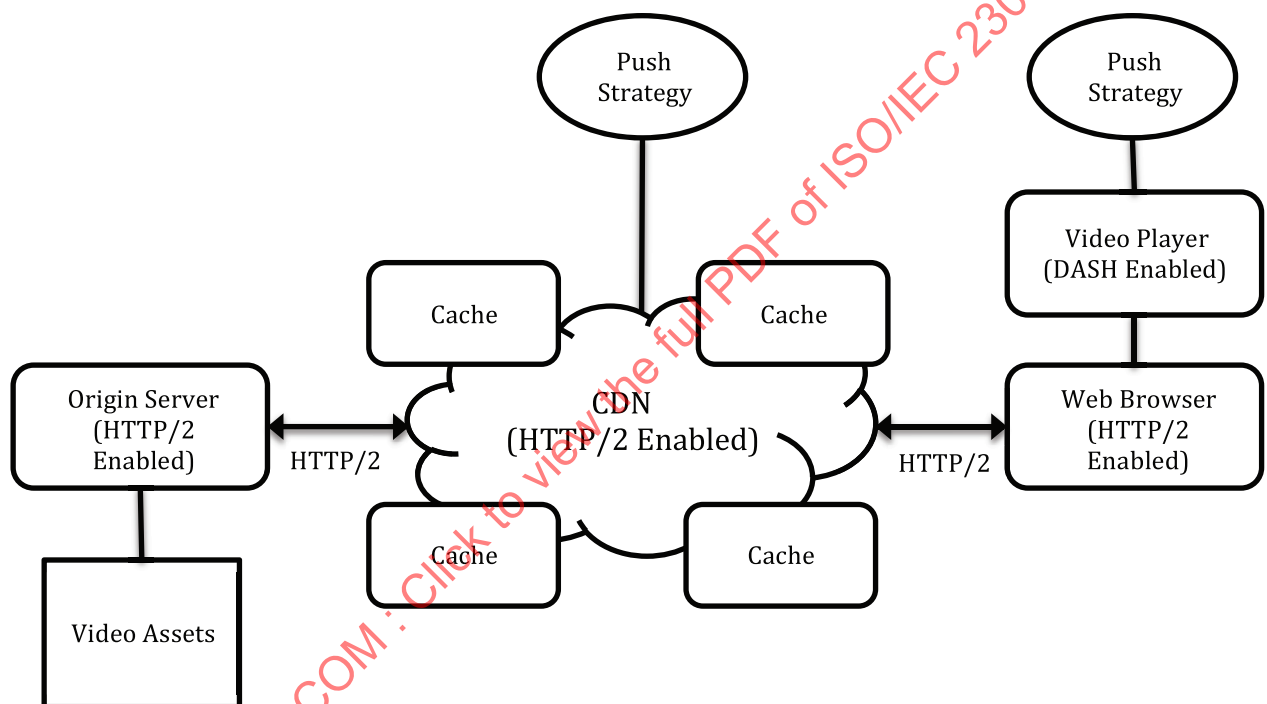 Push
Strategy
Push
Strategy
Video Player
(DASH Enabled)
Cache
Cache
Origin Server
(HTTP/2
Enabled)
HTTP/2
CDN
(HTTP/2 Enabled)
HTTP/2
Web Browser
(HTTP/2
Enabled)
Cache
Cache
Video Assets
COM : Click to view the full PDF of ISO/IEC 230